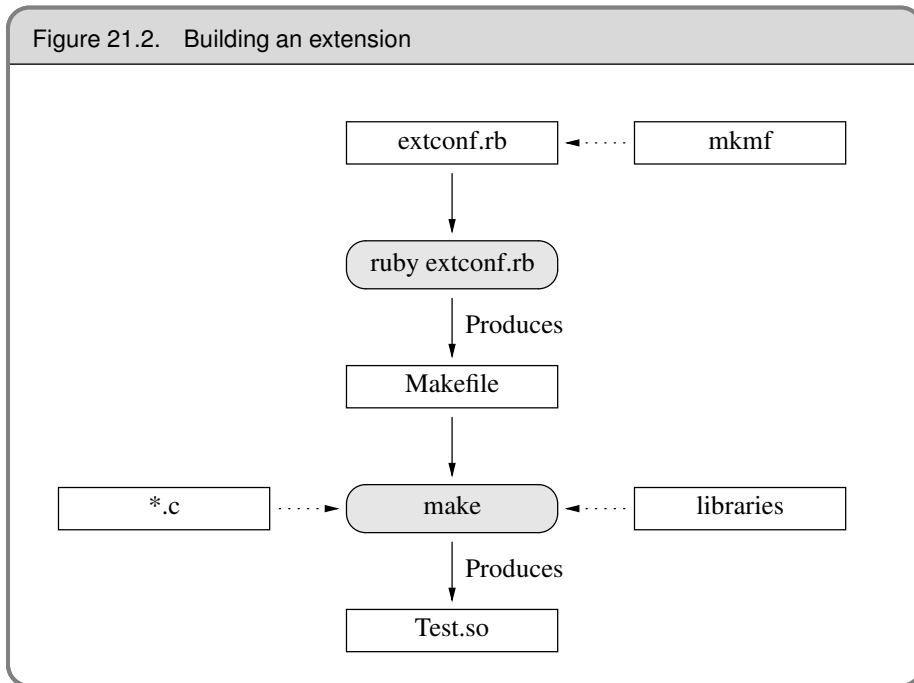 Figure 21.2. Building an extension
extconf.rb
mkmf
ruby extconf.rb
Produces
Makefile
*.c
make
libraries
Produces
Test.so